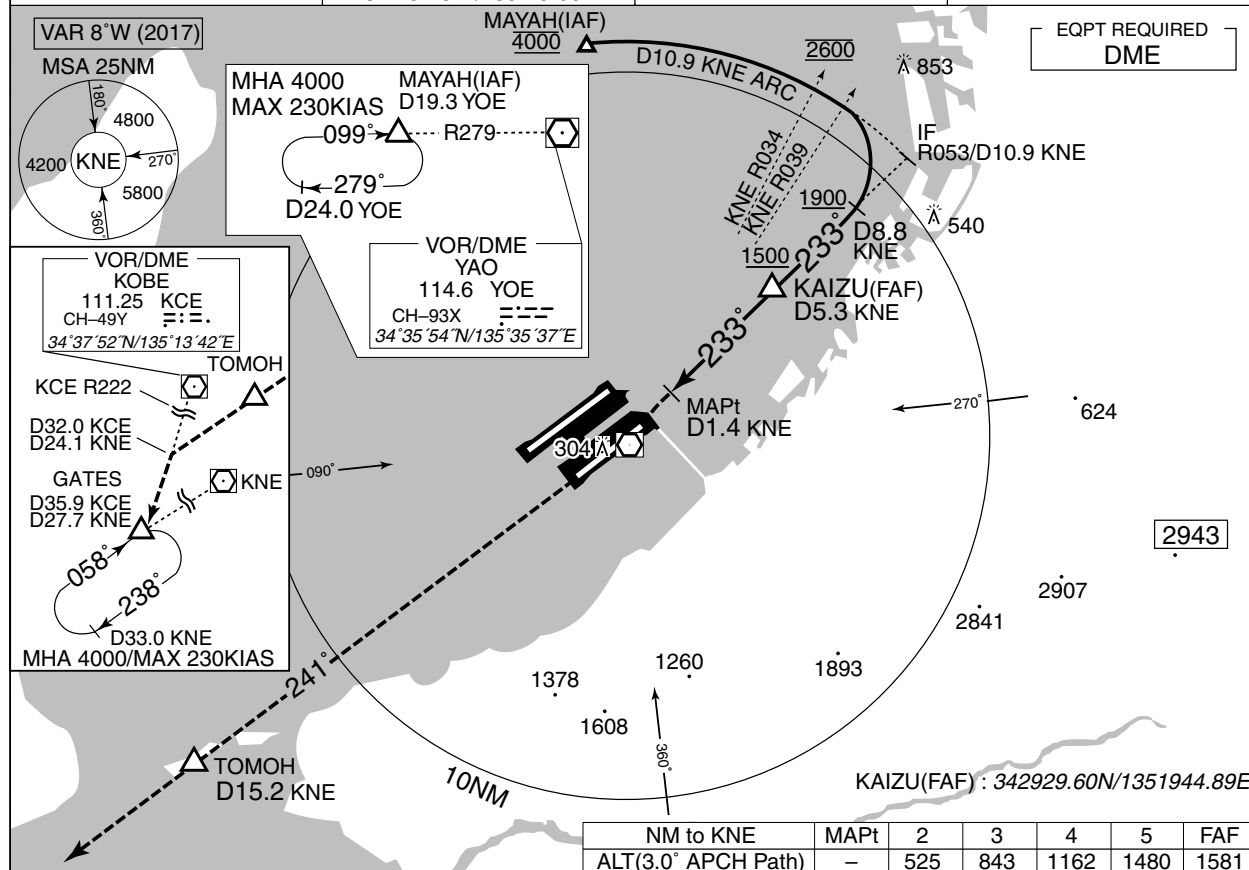 VAR 8°W (2017)
MSA 25NM
180°
4800
4200
KNE
270°
5800
360°
MHA 4000
MAX 230KIAS
MAYAH(IAF)
D19.3 YOE
099°
R279
279°
D24.0 YOE
VOR/DME
YAO
114.6 YOE
CH–93X
34°35´54˝N/135°35´37˝E
MAYAH(IAF)
4000
D10.9 KNE ARC
2600
853
EQPT REQUIRED
DME
IF
R053/D10.9 KNE
KNE R034
KNE R039
1900
540
D8.8
KNE
233°
1500
KAIZU(FAF)
D5.3 KNE
233°
MAPt
D1.4 KNE
270°
624
304
VOR/DME
KOBE
111.25 KCE
CH–49Y
34°37´52˝N/135°13´42˝E
TOMOH
KCE R222
D32.0 KCE
D24.1 KNE
GATES
D35.9 KCE
D27.7 KNE
KNE
090°
058°
238°
D33.0 KNE
MHA 4000/MAX 230KIAS
2943
2907
2841
1893
1260
1378
1608
360°
241°
TOMOH
D15.2 KNE
10NM
KAIZU(FAF) : 342929.60N/1351944.89E
NM to KNE MAPt 2 3 4 5 FAF
ALT(3.0° APCH Path) – 525 843 1162 1480 1581